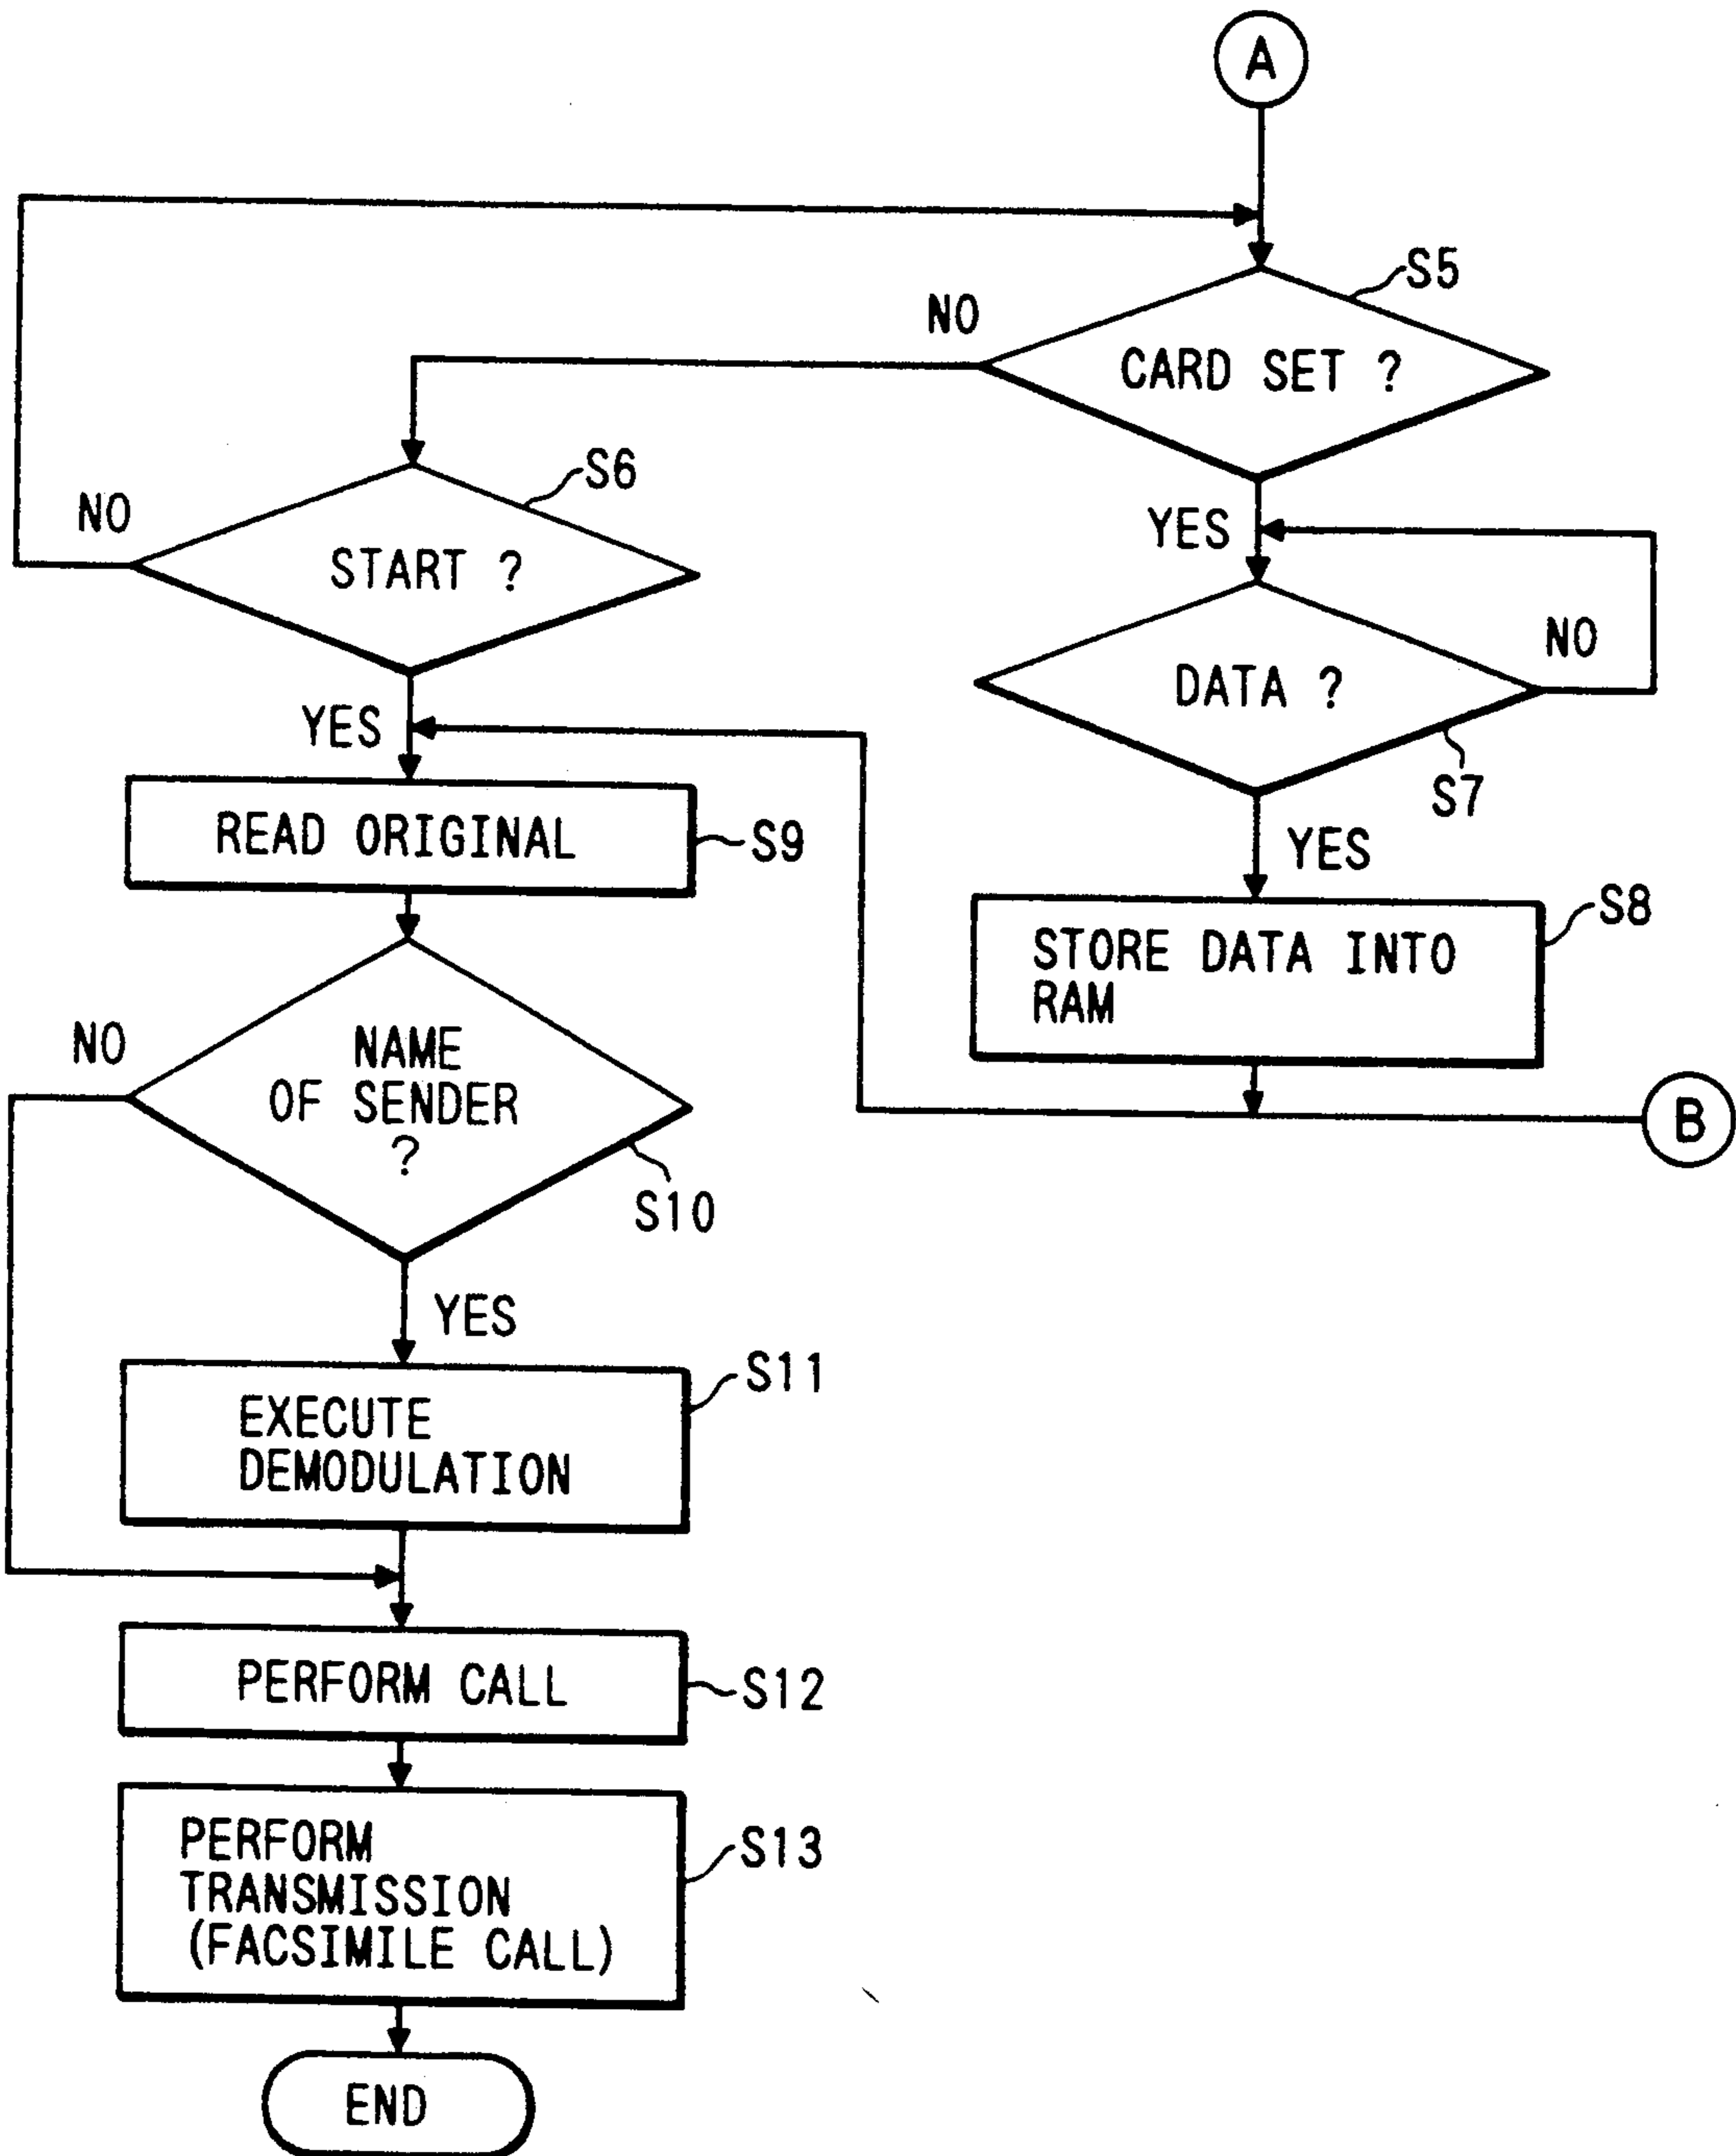 A
S5
NO
CARD SET ?
S6
NO
YES
START ?
NO
DATA ?
YES
S7
READ ORIGINAL
S9
YES
S8
STORE DATA INTO
RAM
NO
NAME
OF SENDER
?
B
S10
YES
S11
EXECUTE
DEMODULATION
PERFORM CALL
S12
PERFORM
TRANSMISSION
(FACSIMILE CALL)
S13
END